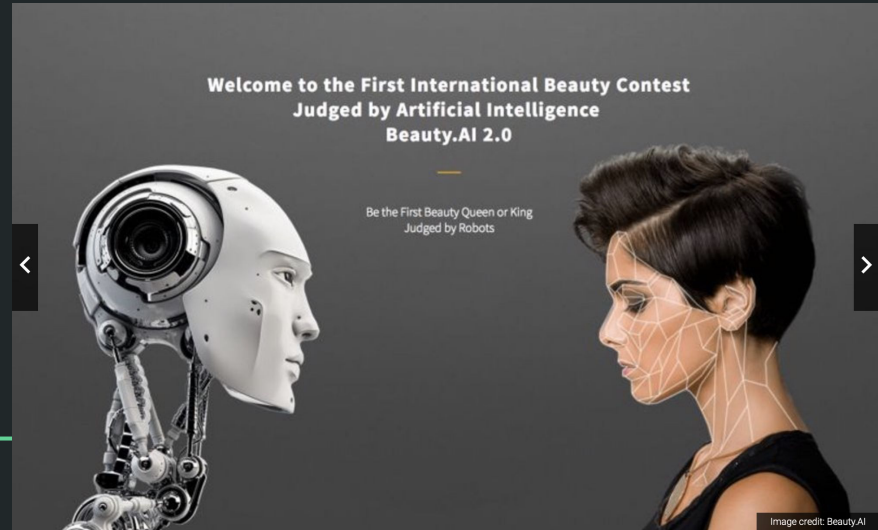 Welcome to the First International Beauty Contest
Judged by Artificial Intelligence
Beauty.AI 2.0
Be the First Beauty Queen or King
Judged by Robots
Image credit: Beauty.AI